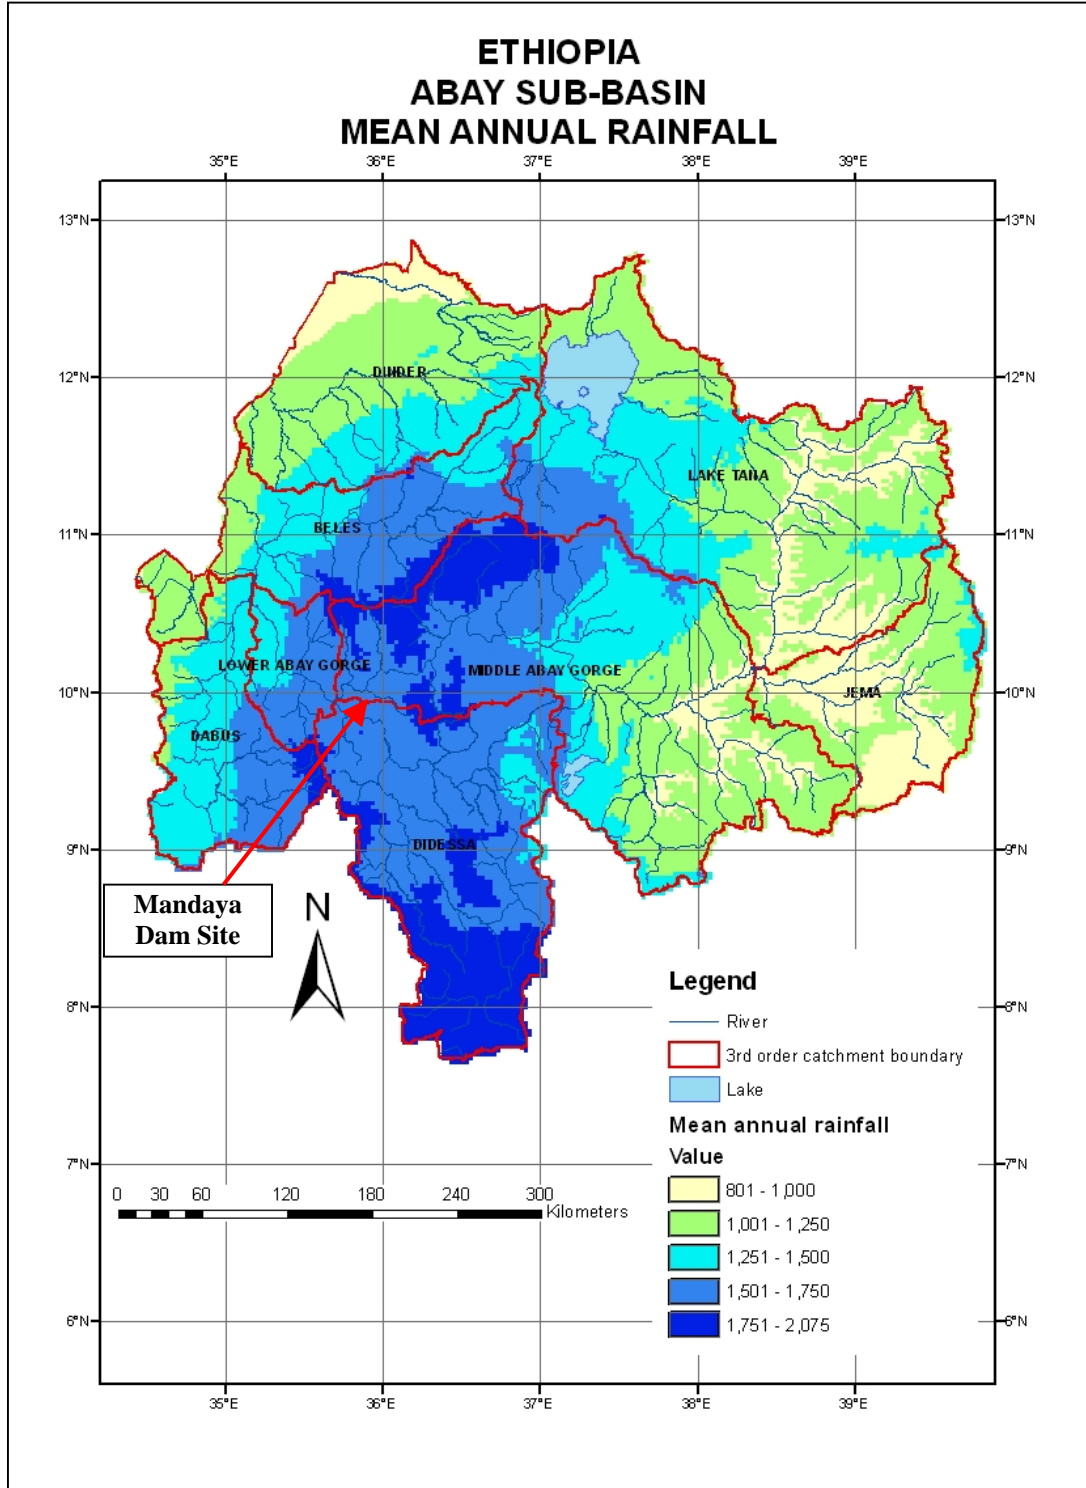 ETHIOPIA
ABAY SUB-BASIN
MEAN ANNUAL RAINFALL
35°E 36°E 37°E 38°E 39°E
13°N 13°N
12°N 12°N
DINDER
LAKE TANA
11°N 11°N
BELES
LOWER ABAY GORGE
MIDDLE ABAY GORGE
10°N 10°N
JEMA
DABUS
9°N 9°N
DIDESSA
Mandaya
Dam Site
N
8°N 8°N
Legend
River
3rd order catchment boundary
Lake
Mean annual rainfall
Value
7°N 7°N
801 - 1,000
0 30 60 120 180 240 300
Kilometers
1,001 - 1,250
1,251 - 1,500
1,501 - 1,750
1,751 - 2,075
6°N 6°N
35°E 36°E 37°E 38°E 39°E